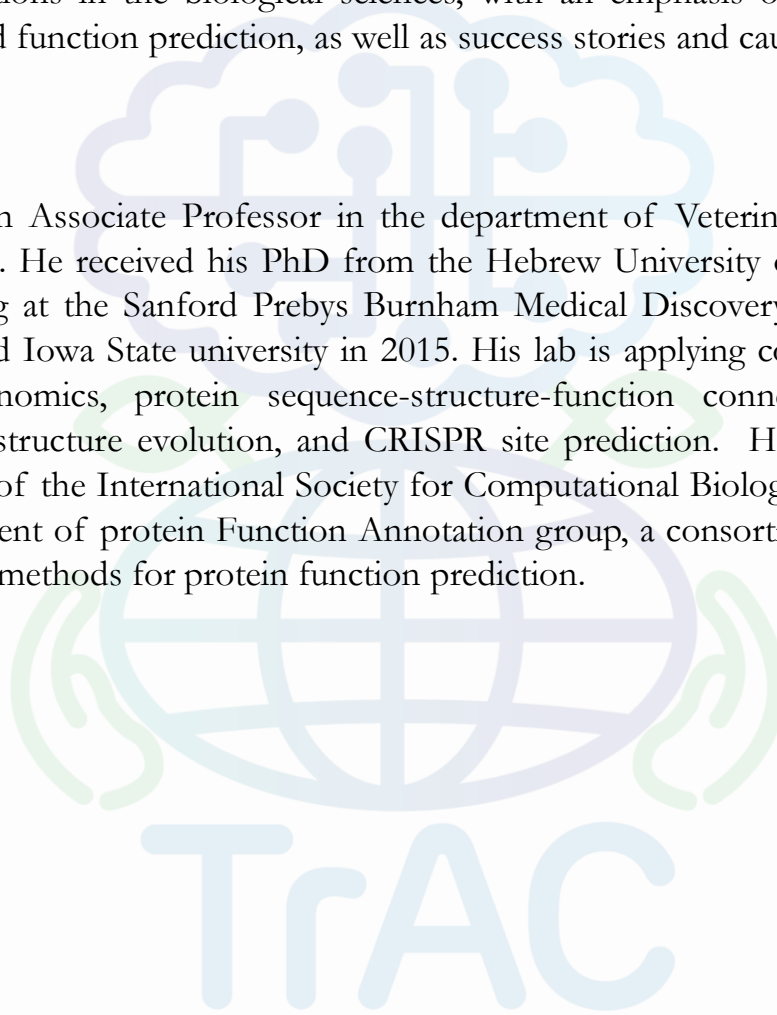 ions in the biological sciences, with an emphasis o
d function prediction, as well as success stories and cau
n Associate Professor in the department of Veterin
. He received his PhD from the Hebrew University
g at the Sanford Prebys Burnham Medical Discovery
d Iowa State university in 2015. His lab is applying co
nomics, protein sequence-structure-function conne
structure evolution, and CRISPR site prediction. H
of the International Society for Computational Biolog
ent of protein Function Annotation group, a consort
methods for protein function prediction.
TrAC